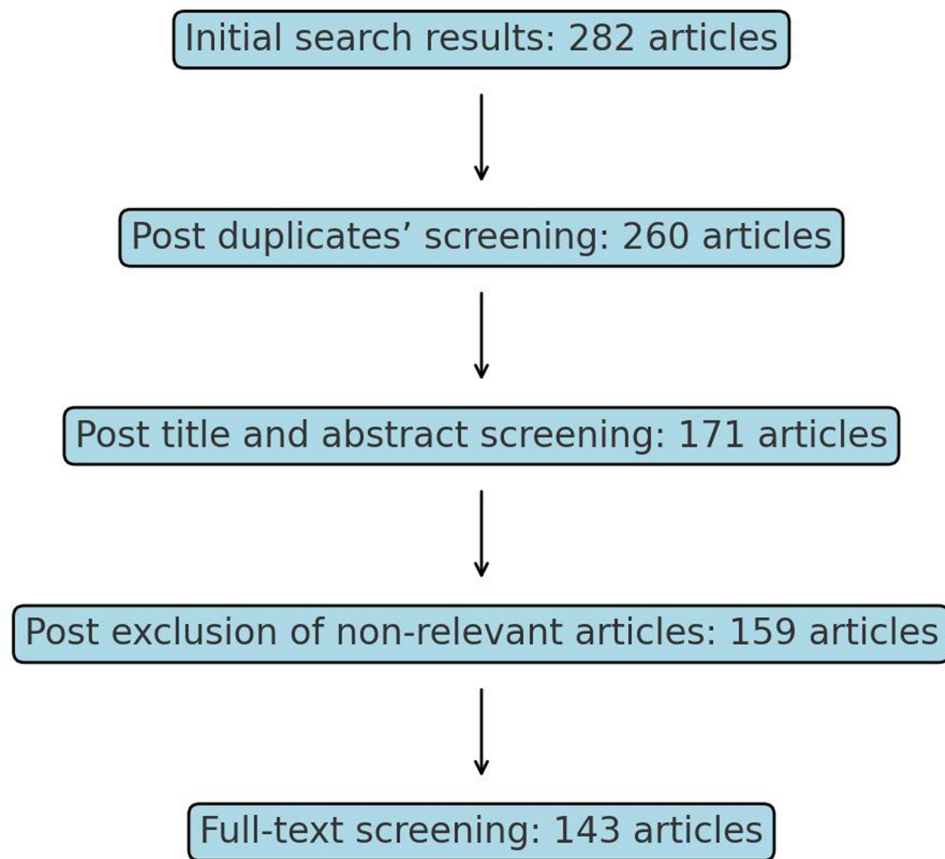 Initial search results: 282 articles
Post duplicates’ screening: 260 articles
Post title and abstract screening: 171 articles
Post exclusion of non-relevant articles: 159 articles
Full-text screening: 143 articles